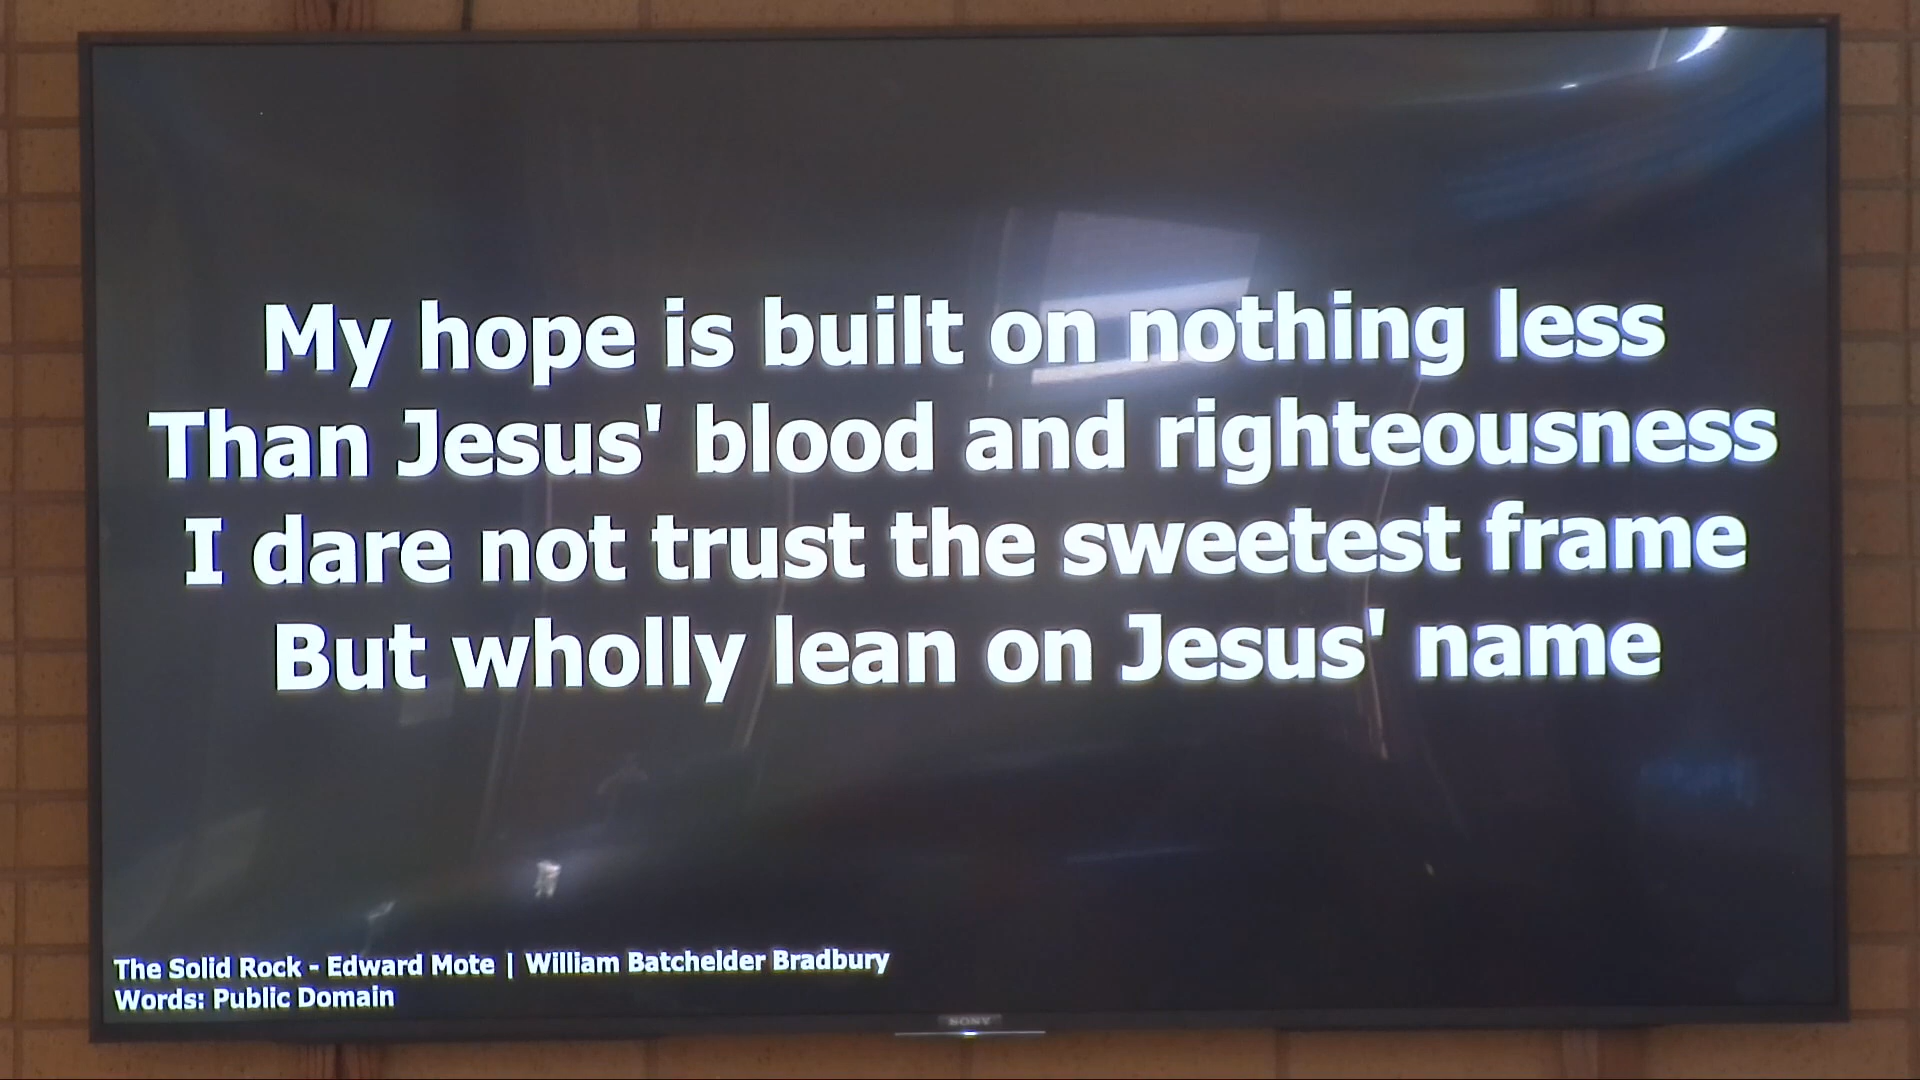 My hope is built on nothing less
Than Jesus' blood and righteousness
I dare not trust the sweetest frame
But wholly lean on Jesus' name
The Solid Rock - Edward Mote | William Batchelder Bradbury
Words: Public Domain
SONY